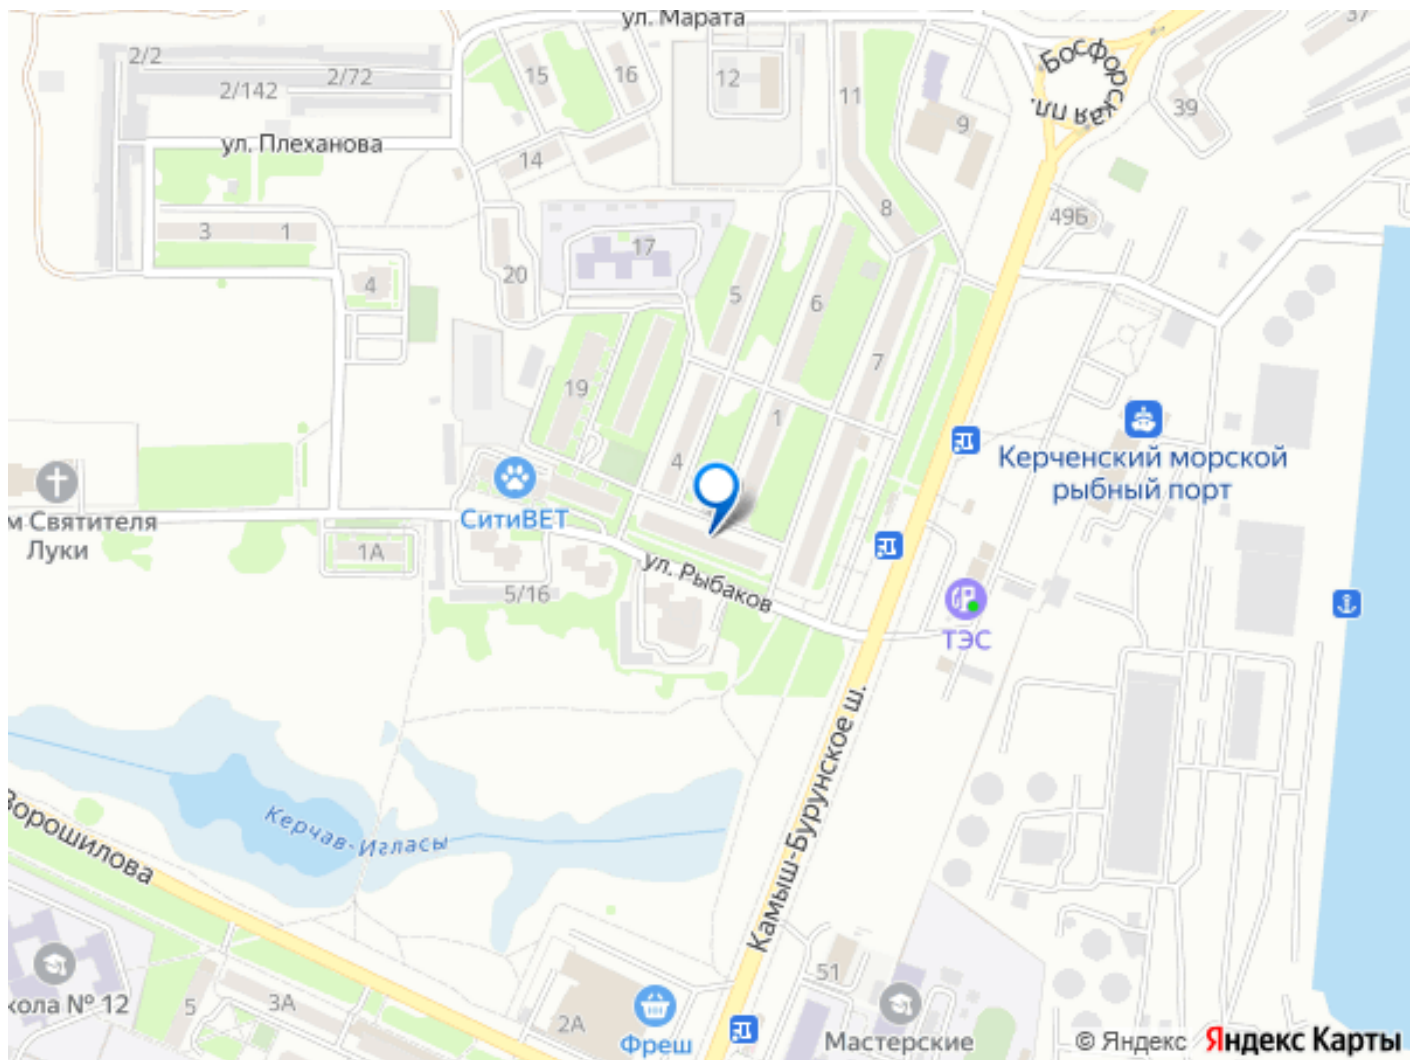 ул. Марата
37
2/2
2/72
2/142
15
16
12
11
Босфорская пл.
39
9
ул. Плеханова
14
8
49Б
3
1
17
20
4
5
6
7
19
1
4
Керченский морской
рыбный порт
СитиВЕТ
м Святителя
Луки
1А
5/16
ул. Рыбаков
ТЭС
Камыш-Бурунское ш.
Керчав-Игласы
Ворошилова
кола № 12
5
3А
2А
Фреш
51
Мастерские
© Яндекс Яндекс Карты